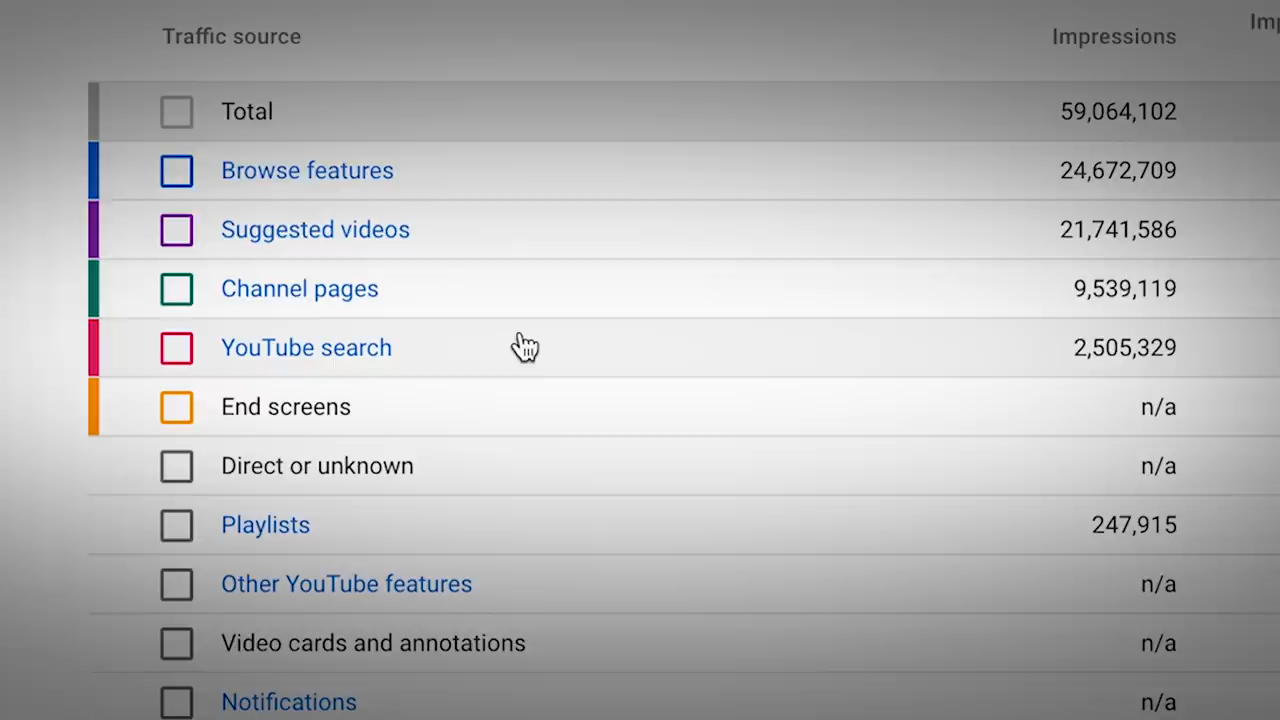 Traffic source Impressions Imp
Total 59,064,102
Browse features 24,672,709
Suggested videos 21,741,586
Channel pages 9,539,119
YouTube search 2,505,329
End screens n/a
Direct or unknown n/a
Playlists 247,915
Other YouTube features n/a
Video cards and annotations n/a
Notifications n/a